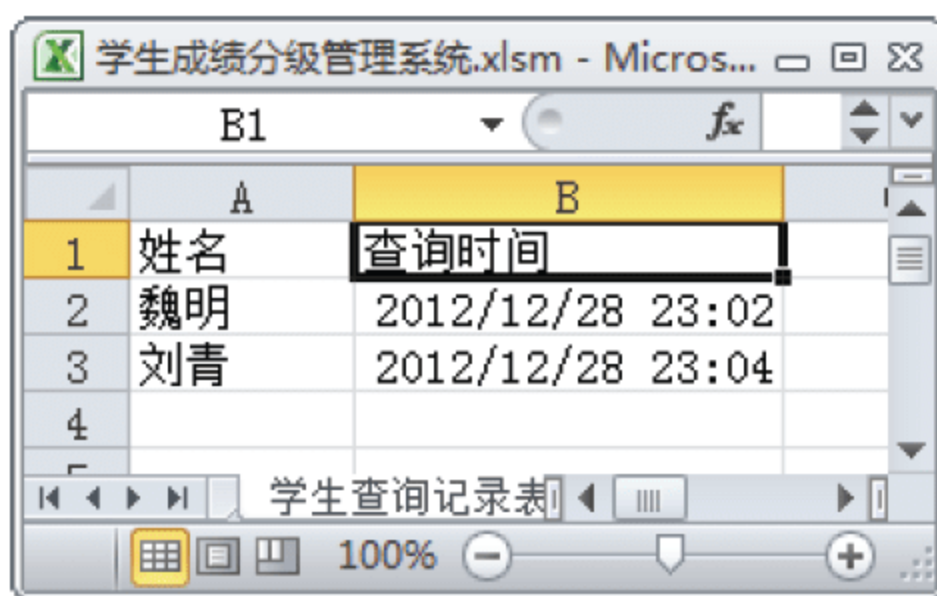 学生成绩分级管理系统.xlsm - Micros...
B1 fx
A B
1 姓名 查询时间
2 魏明 2012/12/28 23:02
3 刘青 2012/12/28 23:04
4
学生查询记录表
100%